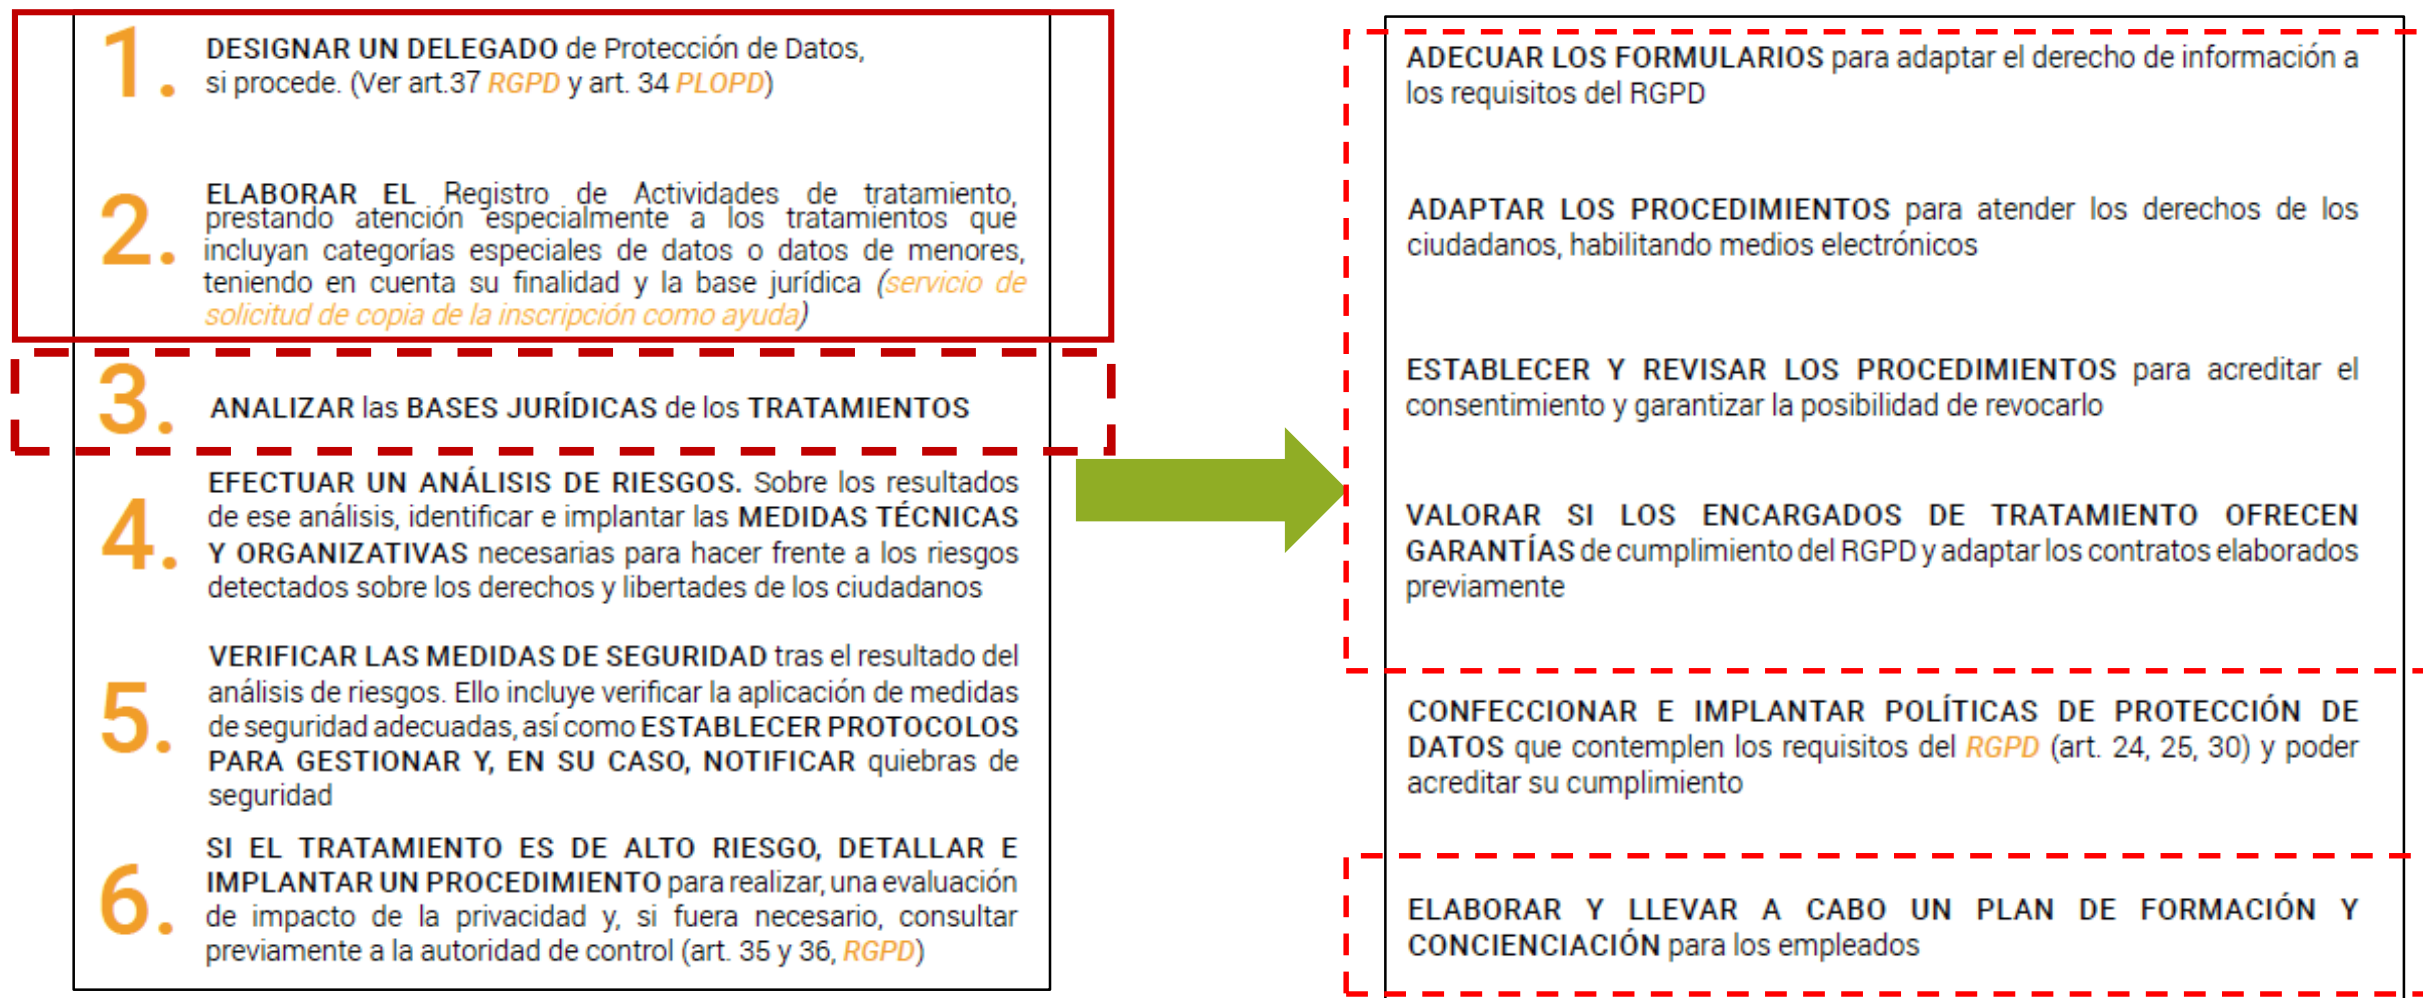 1.
DESIGNAR UN DELEGADO de Protección de Datos,
si procede. (Ver art.37 RGPD y art. 34 PLOPD)
2.
ELABORAR EL Registro de Actividades de tratamiento,
prestando atención especialmente a los tratamientos que
incluyan categorías especiales de datos o datos de menores,
teniendo en cuenta su finalidad y la base jurídica (servicio de
solicitud de copia de la inscripción como ayuda)
3.
ANALIZAR las BASES JURÍDICAS de los TRATAMIENTOS
4.
EFECTUAR UN ANÁLISIS DE RIESGOS. Sobre los resultados
de ese análisis, identificar e implantar las MEDIDAS TÉCNICAS
Y ORGANIZATIVAS necesarias para hacer frente a los riesgos
detectados sobre los derechos y libertades de los ciudadanos
5.
VERIFICAR LAS MEDIDAS DE SEGURIDAD tras el resultado del
análisis de riesgos. Ello incluye verificar la aplicación de medidas
de seguridad adecuadas, así como ESTABLECER PROTOCOLOS
PARA GESTIONAR Y, EN SU CASO, NOTIFICAR quiebras de
seguridad
6.
SI EL TRATAMIENTO ES DE ALTO RIESGO, DETALLAR E
IMPLANTAR UN PROCEDIMIENTO para realizar, una evaluación
de impacto de la privacidad y, si fuera necesario, consultar
previamente a la autoridad de control (art. 35 y 36, RGPD)
ADECUAR LOS FORMULARIOS para adaptar el derecho de información a
los requisitos del RGPD
ADAPTAR LOS PROCEDIMIENTOS para atender los derechos de los
ciudadanos, habilitando medios electrónicos
ESTABLECER Y REVISAR LOS PROCEDIMIENTOS para acreditar el
consentimiento y garantizar la posibilidad de revocarlo
VALORAR SI LOS ENCARGADOS DE TRATAMIENTO OFRECEN
GARANTÍAS de cumplimiento del RGPD y adaptar los contratos elaborados
previamente
CONFECCIONAR E IMPLANTAR POLÍTICAS DE PROTECCIÓN DE
DATOS que contemplen los requisitos del RGPD (art. 24, 25, 30) y poder
acreditar su cumplimiento
ELABORAR Y LLEVAR A CABO UN PLAN DE FORMACIÓN Y
CONCIENCIACIÓN para los empleados